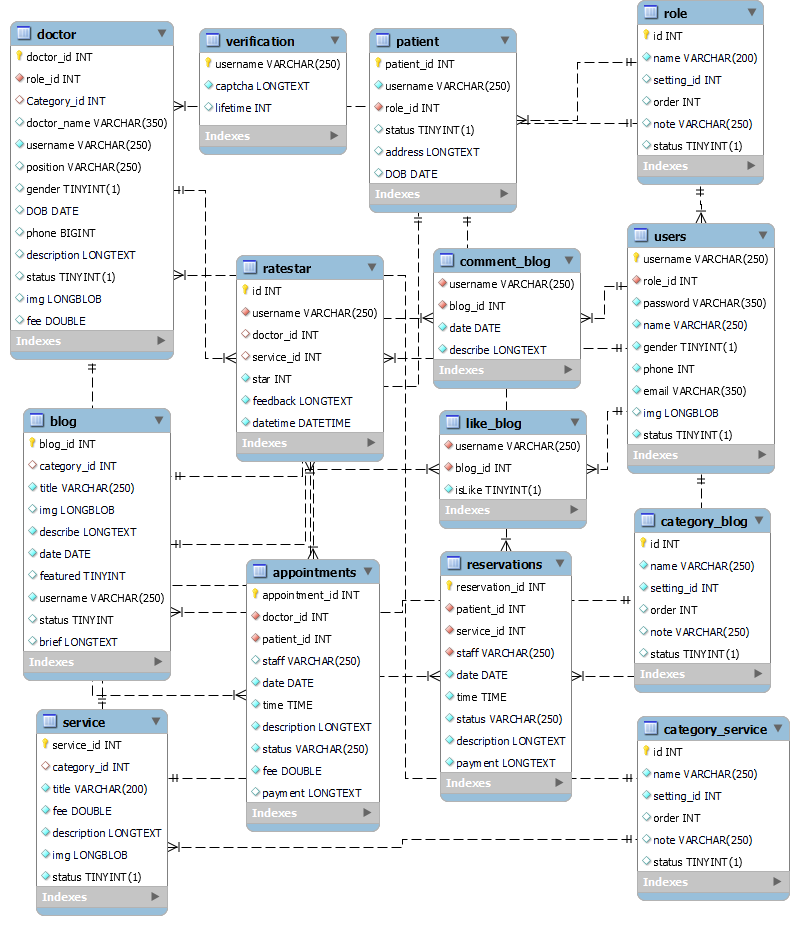 doctor
doctor_id INT
role_id INT
Category_id INT
doctor_name VARCHAR(350)
username VARCHAR(250)
position VARCHAR(250)
gender TINYINT(1)
DOB DATE
phone BIGINT
description LONGTEXT
status TINYINT(1)
img LONGBLOB
fee DOUBLE
Indexes
verification
username VARCHAR(250)
captcha LONGTEXT
lifetime INT
Indexes
patient
patient_id INT
username VARCHAR(250)
role_id INT
status TINYINT(1)
address LONGTEXT
DOB DATE
Indexes
role
id INT
name VARCHAR(200)
setting_id INT
order INT
note VARCHAR(250)
status TINYINT(1)
Indexes
ratestar
id INT
username VARCHAR(250)
doctor_id INT
service_id INT
star INT
feedback LONGTEXT
datetime DATETIME
Indexes
comment_blog
username VARCHAR(250)
blog_id INT
date DATE
describe LONGTEXT
Indexes
users
username VARCHAR(250)
role_id INT
password VARCHAR(350)
name VARCHAR(250)
gender TINYINT(1)
phone INT
email VARCHAR(350)
img LONGBLOB
status TINYINT(1)
Indexes
blog
blog_id INT
category_id INT
title VARCHAR(250)
img LONGBLOB
describe LONGTEXT
date DATE
featured TINYINT
username VARCHAR(250)
status TINYINT
brief LONGTEXT
Indexes
like_blog
username VARCHAR(250)
blog_id INT
isLike TINYINT(1)
Indexes
appointments
appointment_id INT
doctor_id INT
patient_id INT
staff VARCHAR(250)
date DATE
time TIME
description LONGTEXT
status VARCHAR(250)
fee DOUBLE
payment LONGTEXT
Indexes
reservations
reservation_id INT
patient_id INT
service_id INT
staff VARCHAR(250)
date DATE
time TIME
status VARCHAR(250)
description LONGTEXT
payment LONGTEXT
Indexes
category_blog
id INT
name VARCHAR(250)
setting_id INT
order INT
note VARCHAR(250)
status TINYINT(1)
Indexes
service
service_id INT
category_id INT
title VARCHAR(200)
fee DOUBLE
description LONGTEXT
img LONGBLOB
status TINYINT(1)
Indexes
category_service
id INT
name VARCHAR(250)
setting_id INT
order INT
note VARCHAR(250)
status TINYINT(1)
Indexes